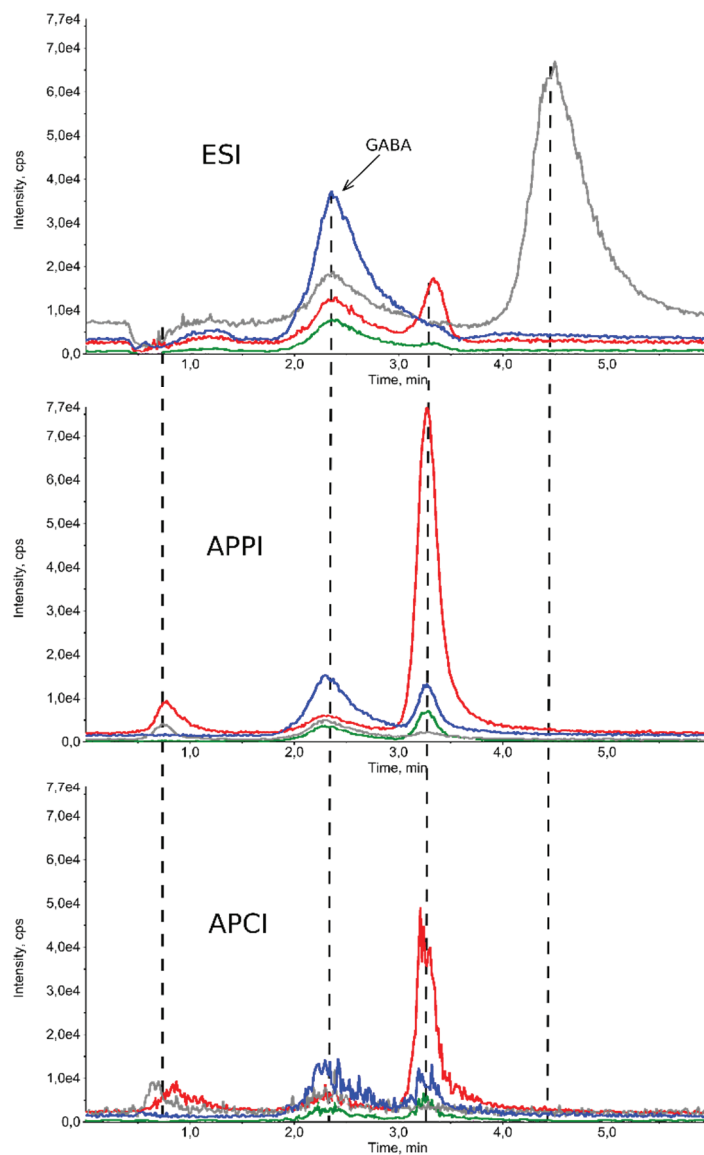 7,7e4
7,0e4
6,0e4
5,0e4
4,0e4
3,0e4
2,0e4
1,0e4
0,0
Intensity, cps
ESI
GABA
1,0 2,0 3,0 4,0 5,0
Time, min
7,7e4
7,0e4
6,0e4
5,0e4
4,0e4
3,0e4
2,0e4
1,0e4
0,0
Intensity, cps
APPI
1,0 2,0 3,0 4,0 5,0
Time, min
7,7e4
7,0e4
6,0e4
5,0e4
4,0e4
3,0e4
2,0e4
1,0e4
0,0
Intensity, cps
APCI
1,0 2,0 3,0 4,0 5,0
Time, min